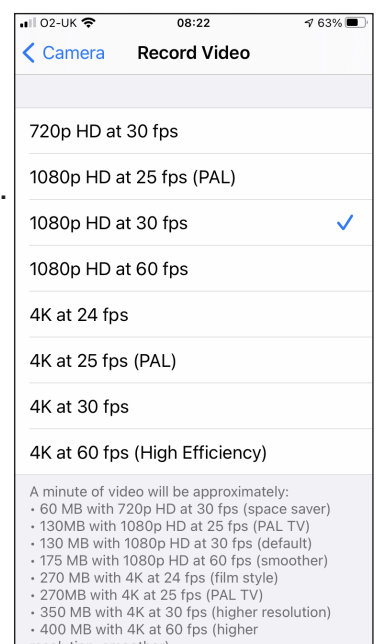 O2-UK 08:22 63%
Camera Record Video
720p HD at 30 fps
1080p HD at 25 fps (PAL)
1080p HD at 30 fps
1080p HD at 60 fps
4K at 24 fps
4K at 25 fps (PAL)
4K at 30 fps
4K at 60 fps (High Efficiency)
A minute of video will be approximately:
• 60 MB with 720p HD at 30 fps (space saver)
• 130MB with 1080p HD at 25 fps (PAL TV)
• 130 MB with 1080p HD at 30 fps (default)
• 175 MB with 1080p HD at 60 fps (smoother)
• 270 MB with 4K at 24 fps (film style)
• 270MB with 4K at 25 fps (PAL TV)
• 350 MB with 4K at 30 fps (higher resolution)
• 400 MB with 4K at 60 fps (higher
resolution, smoother)